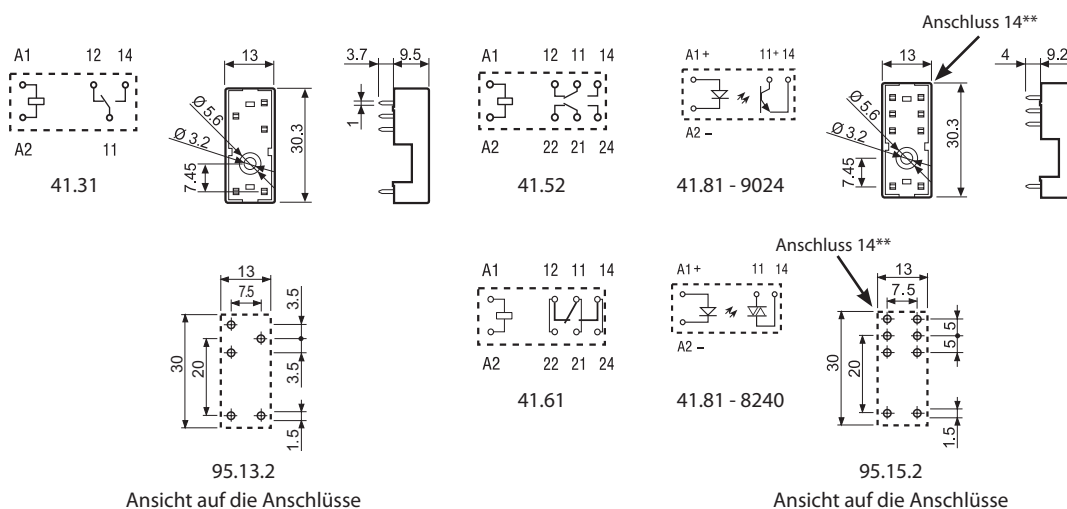 Anschluss 14**
A1 12 14
13
3.7 9.5
A1 12 11 14
A1 + 11 + 14
13
4 9.2
Ø 5.6
1
Ø 3.2
30.3
7.45
A2 11
A2 22 21 24
A2 –
Ø 5.6
Ø 3.2
30.3
7.45
41.31
41.52
41.81 - 9024
Anschluss 14**
13
7.5
3.5
30
20
3.5
1.5
A1 12 11 14
A2 22 21 24
A1 + 11 14
A2 –
13
7.5
5
5
30
20
1.5
41.61
41.81 - 8240
95.13.2
Ansicht auf die Anschlüsse
95.15.2
Ansicht auf die Anschlüsse